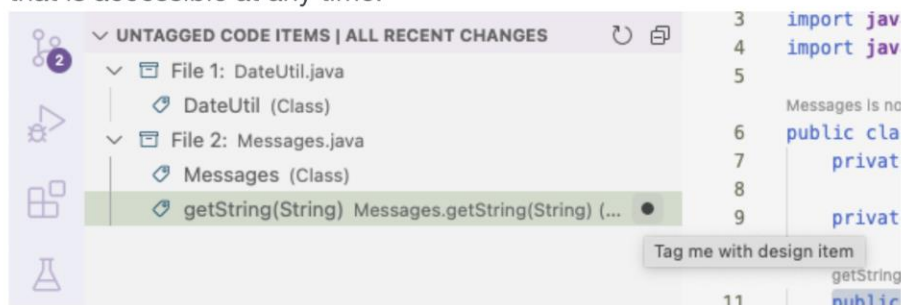 that is accessible at any time.
UNTAGGED CODE ITEMS | ALL RECENT CHANGES
2
File 1: DateUtil.java
DateUtil (Class)
File 2: Messages.java
Messages (Class)
getString(String) Messages.getString(String) (...
Tag me with design item
3 import jav
4 import jav
5
Messages is no
6 public cla
7 privat
8
9 privat
getString
11 public